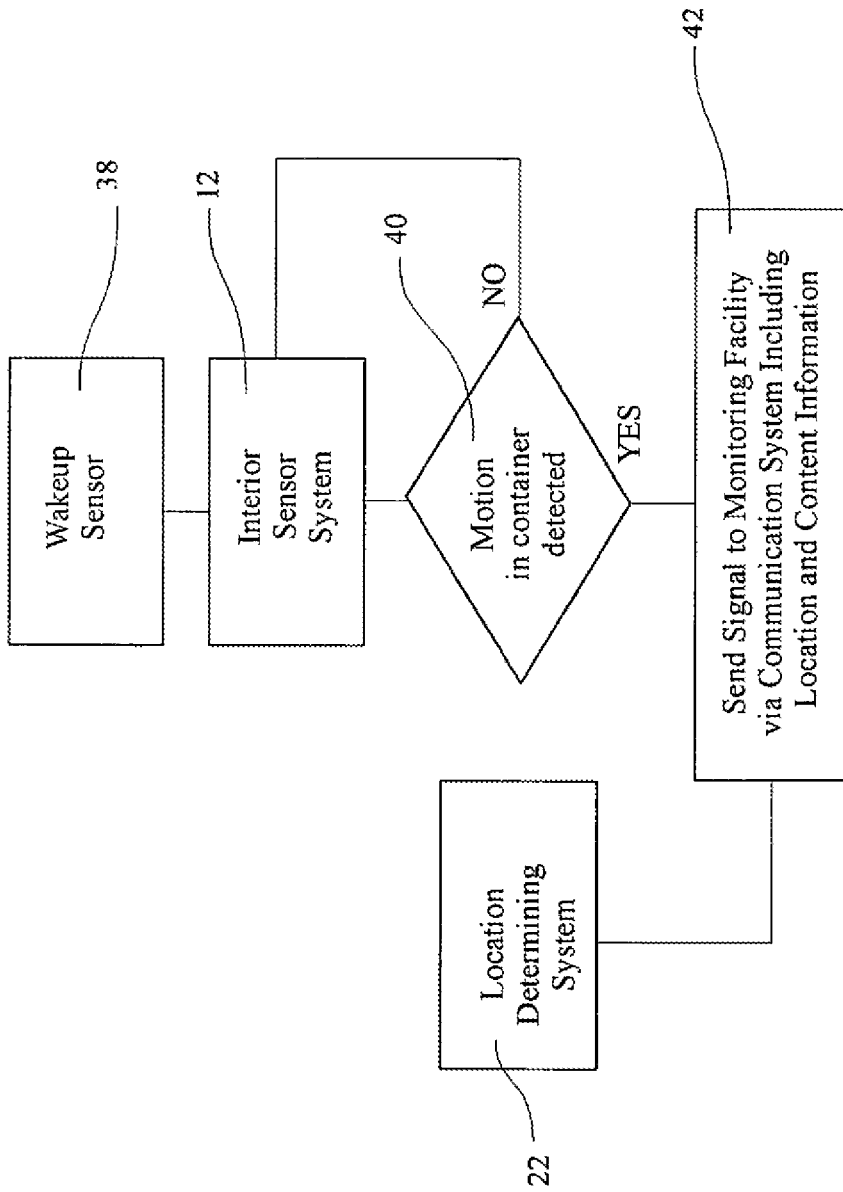 Wakeup
Sensor
38
Interior
Sensor
System
12
Motion
in container
detected
40
NO
YES
Location
Determining
System
22
Send Signal to Monitoring Facility
via Communication System Including
Location and Content Information
42